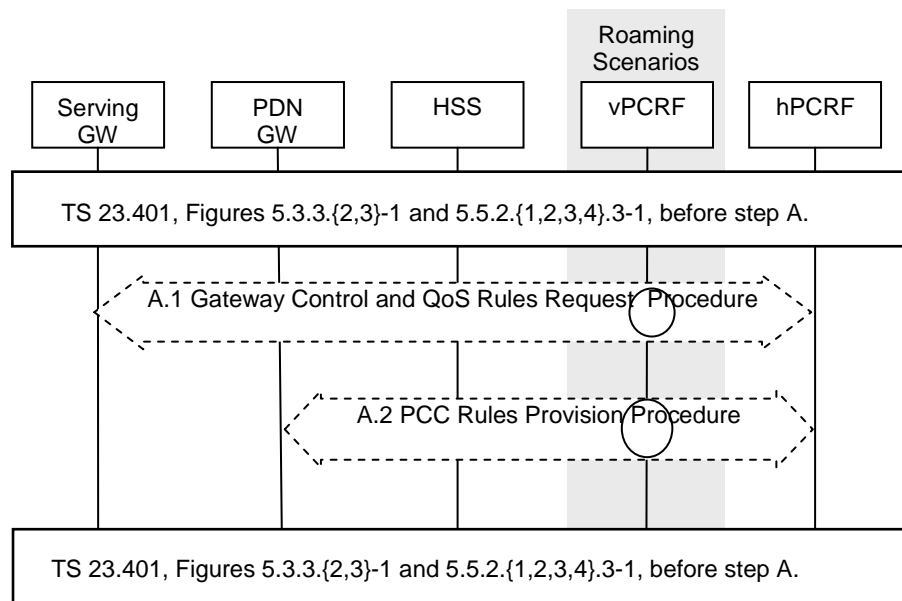 Roaming
Scenarios
Serving
GW
PDN
GW
HSS
vPCRF
hPCRF
TS 23.401, Figures 5.3.3.{2,3}-1 and 5.5.2.{1,2,3,4}.3-1, before step A.
A.1 Gateway Control and QoS Rules Request Procedure
A.2 PCC Rules Provision Procedure
TS 23.401, Figures 5.3.3.{2,3}-1 and 5.5.2.{1,2,3,4}.3-1, before step A.